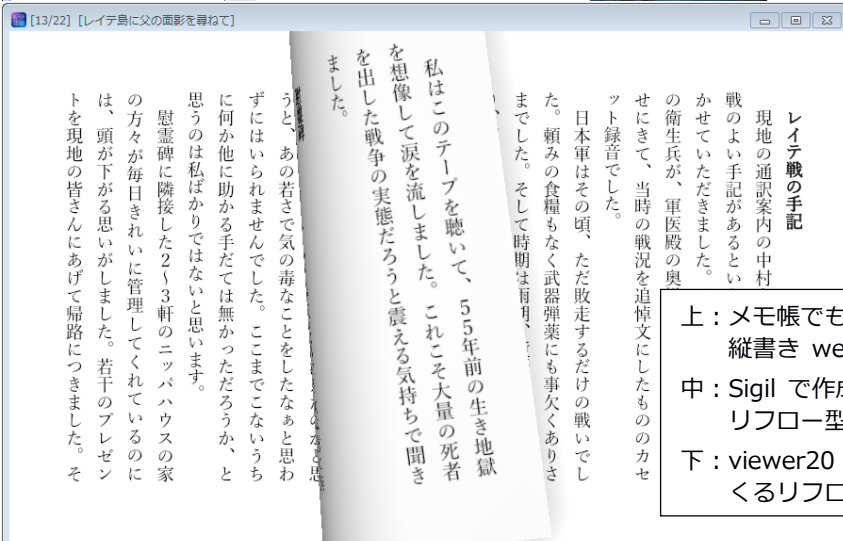 [13/22] [レイテ島に父の面影を尋ねて]
レイテ戦の手記
現地の通訳案内の中村
戦のよい手記があるとい
かせていただきました。
の衛生兵が、軍医殿の奥
せにきて、当時の戦況を追悼文にしたもののカセ
ット録音でした。
日本軍はその頃、ただ敗走するだけの戦いでし
た。頼みの食糧もなく武器弾薬にも事欠くありさ
までした。そして時期は雨
私はこのテープを聴いて、55年前の生き地獄
を想像して涙を流しました。これこそ大量の死者
を出した戦争の実態だろうと震える気持ちで聞き
ました。
うと、あの若さで気の毒なことをしたなぁと思わ
ずにはいられませんでした。ここまでこないうち
に何か他に助かる手だては無かっただろうか、と
思うのは私ばかりではないと思います。
慰霊碑に隣接した2～3軒のニッパハウスの家
の方々が毎日きれいに管理してくれているのに
は、頭が下がる思いがしました。若干のプレゼン
トを現地の皆さんにあげて帰路につきました。そ
上：メモ帳でも
縦書き we
中：Sigil で作
リフロー型
下：viewer20
くるリフロ